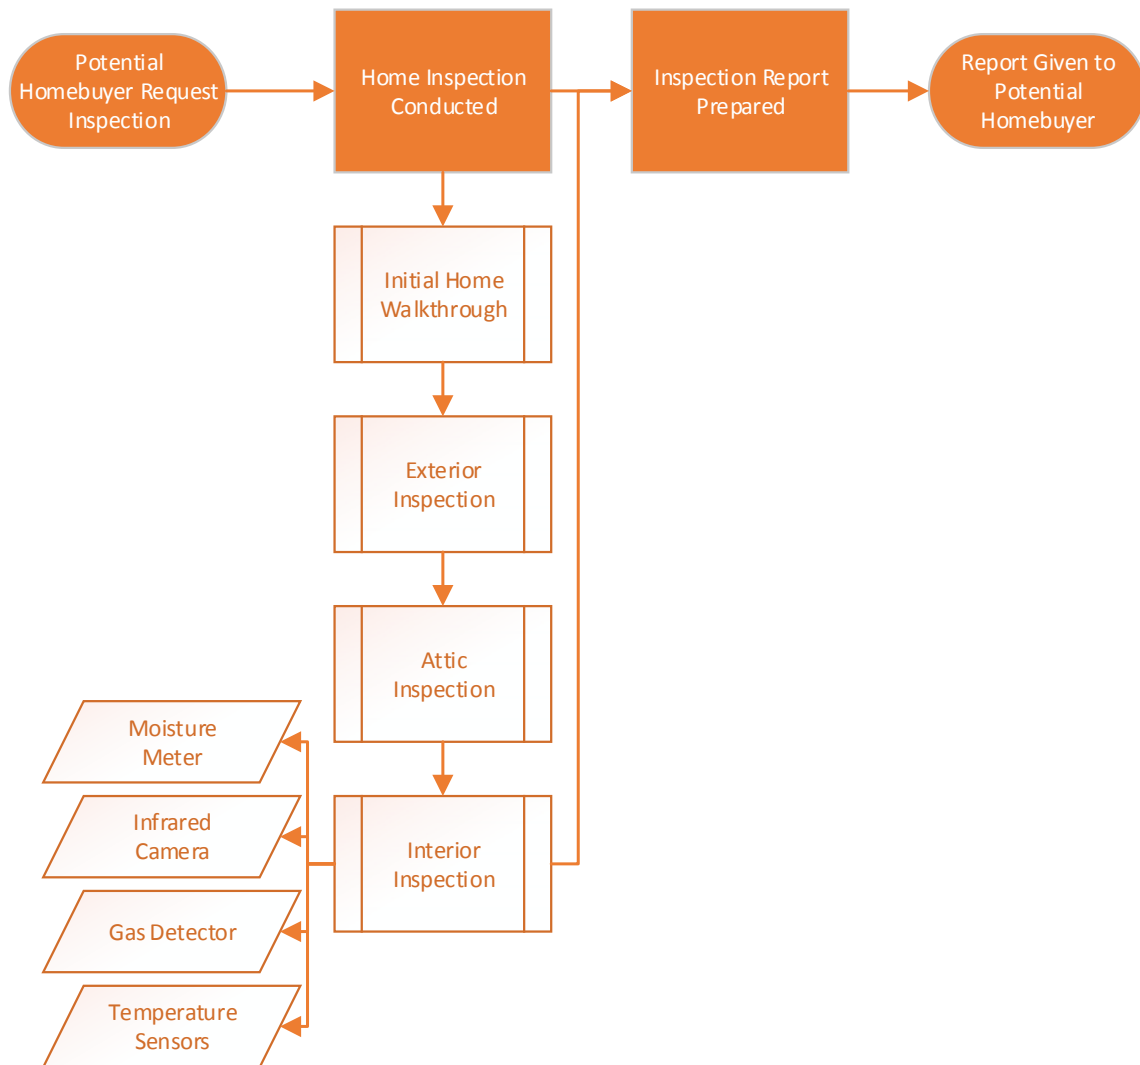 Potential
Homebuyer Request
Inspection
Home Inspection
Conducted
Inspection Report
Prepared
Report Given to
Potential
Homebuyer
Initial Home
Walkthrough
Exterior
Inspection
Attic
Inspection
Moisture
Meter
Infrared
Camera
Interior
Inspection
Gas Detector
Temperature
Sensors